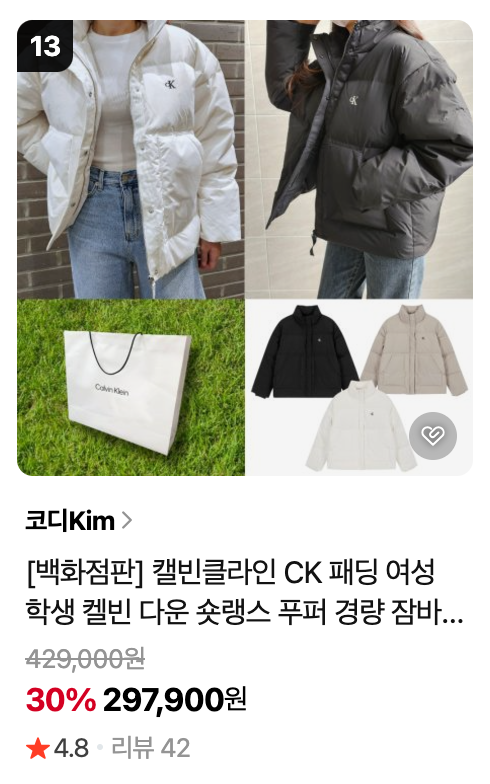 13
CK
CK
Calvin Klein
코디Kim
[백화점판] 캘빈클라인 CK 패딩 여성
학생 켈빈 다운 숏랭스 푸퍼 경량 잠바...
429,000원
30% 297,900원
4.8 리뷰 42